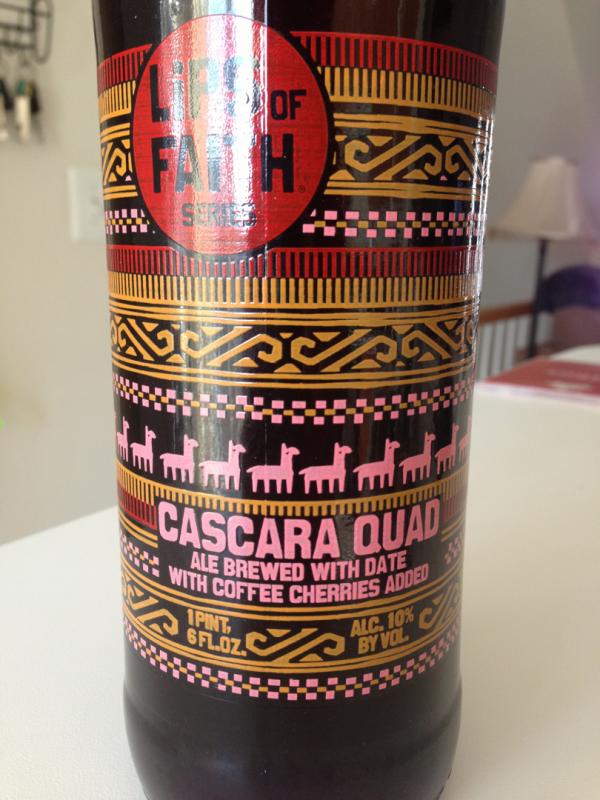 LiPS OF
FAITH®
SERIES
CASCARA QUAD
ALE BREWED WITH DATE
WITH COFFEE CHERRIES ADDED
1 PINT,
6 FL.OZ.
ALC. 10%
BY VOL.